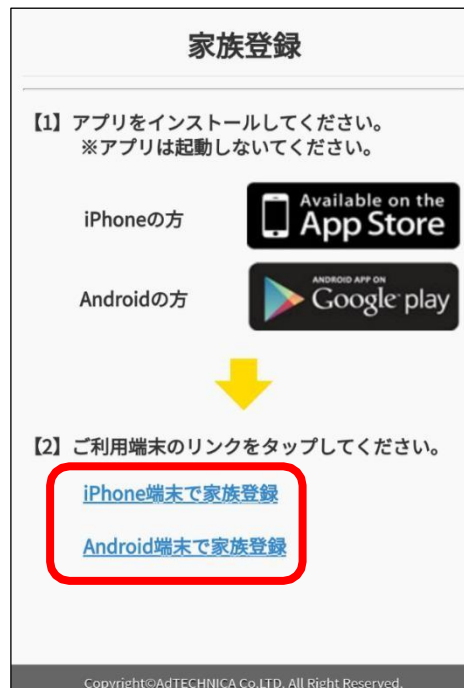 家族登録
【1】アプリをインストールしてください。
※アプリは起動しないてください。
iPhoneの方
Available on the
App Store
Androidの方
ANDROID APP ON
Google play
【2】ご利用端末のリンクをタップしてください。
iPhone端末で家族登録
Android端末で家族登録
Copyright©AdTECHNICA Co.LTD. All Right Reserved.